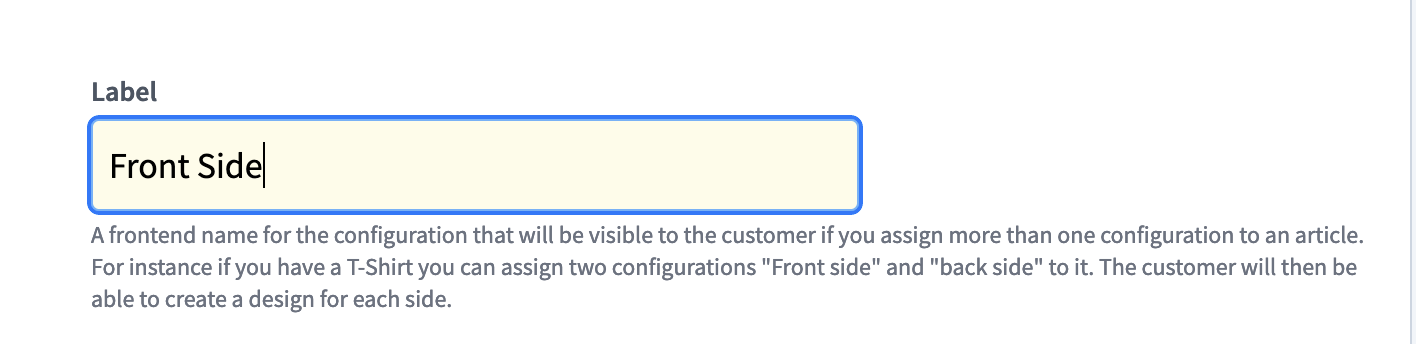 Label
Front Side
A frontend name for the configuration that will be visible to the customer if you assign more than one configuration to an article.
For instance if you have a T-Shirt you can assign two configurations "Front side" and "back side" to it. The customer will then be
able to create a design for each side.